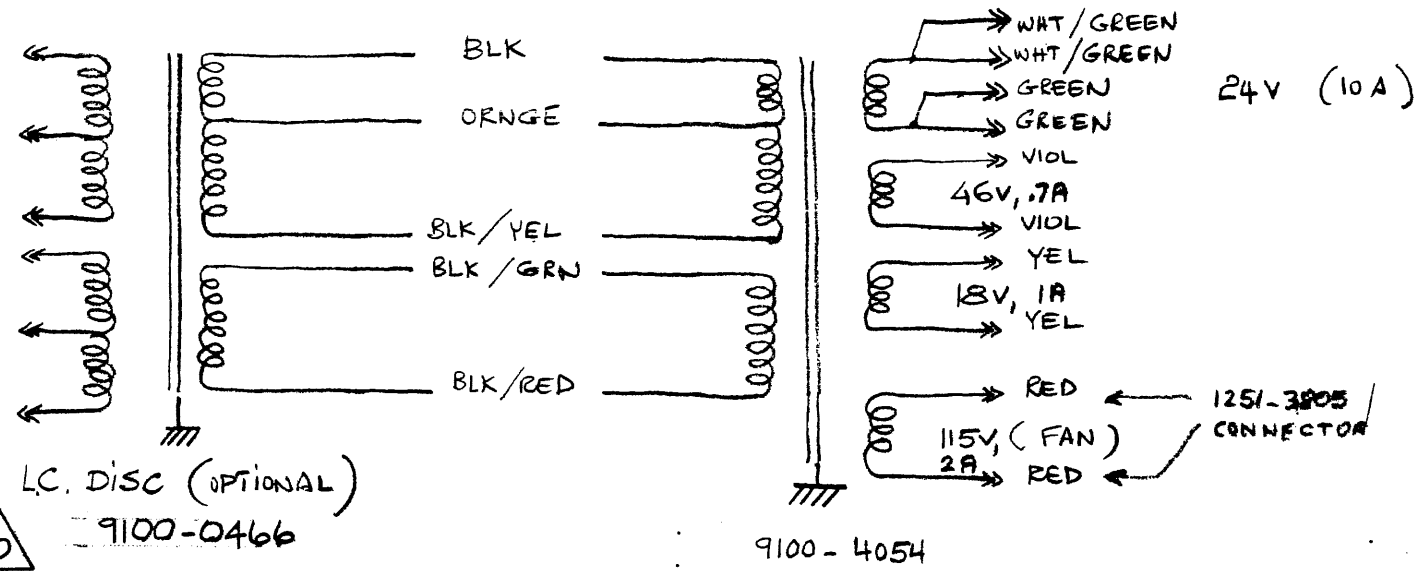 WHT/GREEN
BLK
WHT/GREEN
GREEN
24V (10A)
ORNGE
GREEN
VIOL
46V, .7A
BLK/YEL
VIOL
BLK/GRN
YEL
18V, 1A
YEL
BLK/RED
RED
1251-3805
CONNECTOR
115V, (FAN)
2A
RED
I.C. DISC (OPTIONAL)
9100-0466
9100-4054